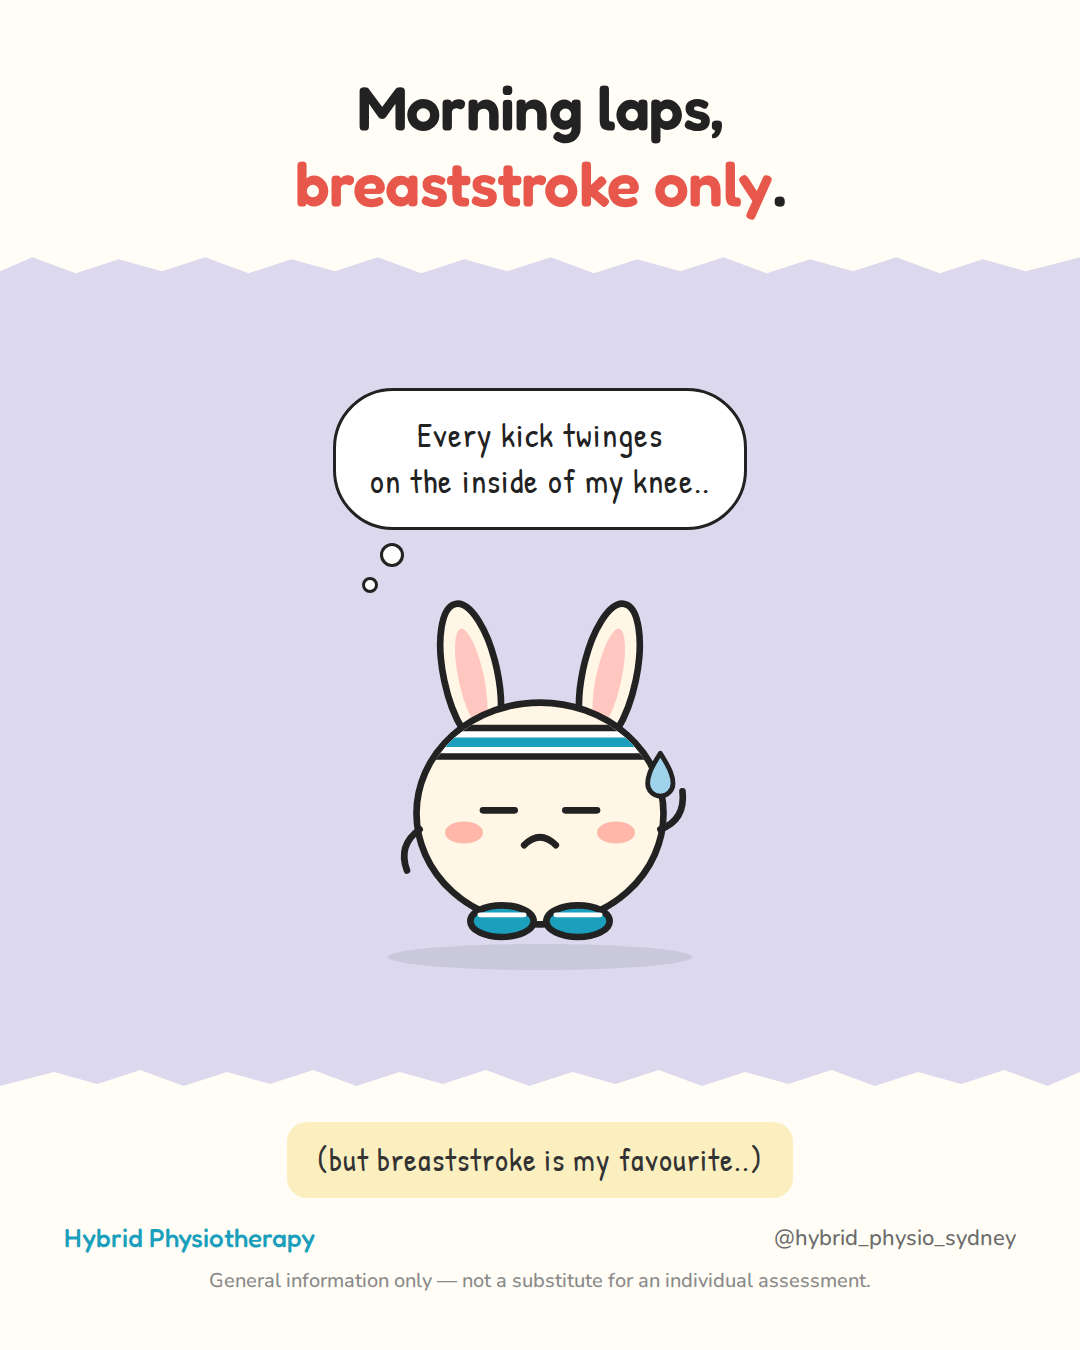 Morning laps,
breaststroke only.
Every kick twinges
on the inside of my knee..
(but breaststroke is my favourite..)
Hybrid Physiotherapy
@hybrid_physio_sydney
General information only — not a substitute for an individual assessment.